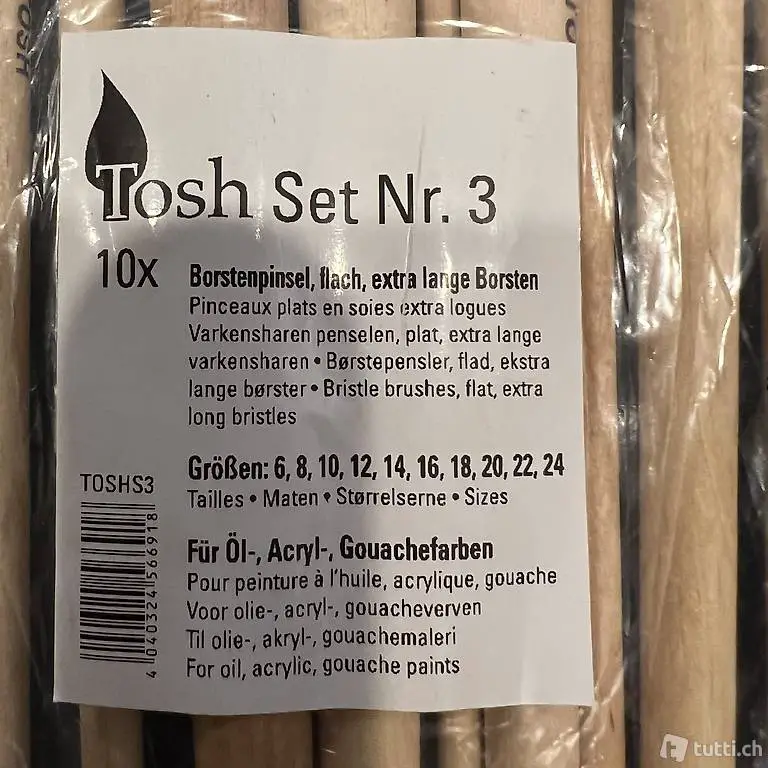 Tosh Set Nr. 3
10x
Borstenpinsel, flach, extra lange Borsten
Pinceaux plats en soies extra logues
Varkensharen penselen, plat, extra lange
varkensharen • Børstepensler, flad, ekstra
lange børster • Bristle brushes, flat, extra
long bristles
TOSHS3
Größen: 6, 8, 10, 12, 14, 16, 18, 20, 22, 24
Tailles • Maten • Størrelserne • Sizes
Für Öl-, Acryl-, Gouachefarben
Pour peinture à l'huile, acrylique, gouache
Voor olie-, acryl-, gouacheverven
Til olie-, akryl-, gouachemaleri
For oil, acrylic, gouache paints
4 040324 566918
tutti.ch